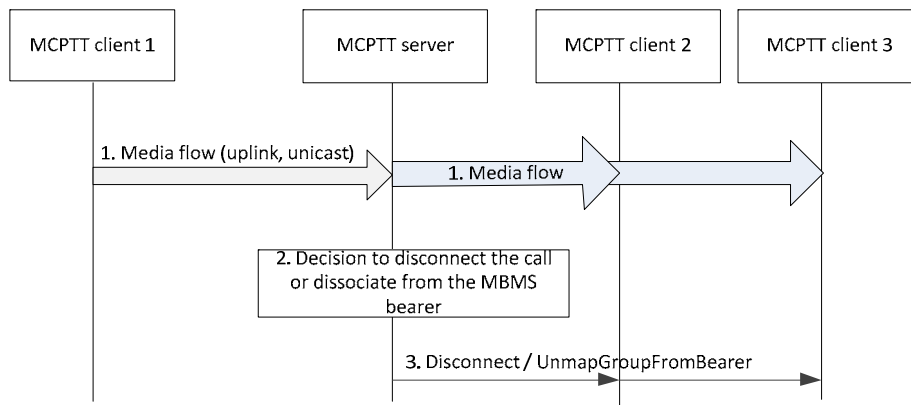 MCPTT client 1
MCPTT server
MCPTT client 2
MCPTT client 3
1. Media flow (uplink, unicast)
1. Media flow
2. Decision to disconnect the call
or dissociate from the MBMS
bearer
3. Disconnect / UnmapGroupFromBearer